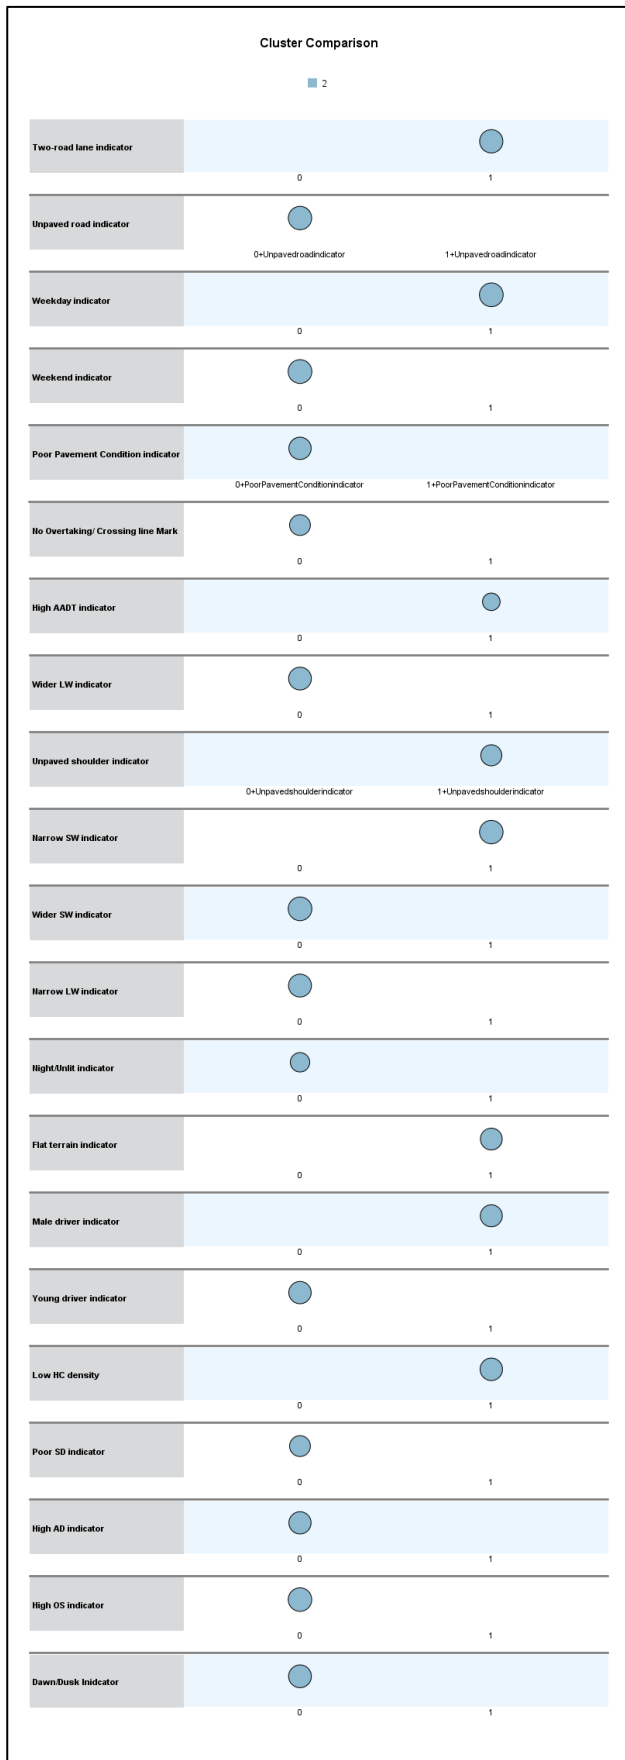 Cluster Comparison
2
Two-road lane indicator
0 1
Unpaved road indicator
0+Unpavedroadindicator 1+Unpavedroadindicator
Weekday indicator
0 1
Weekend indicator
0 1
Poor Pavement Condition indicator
0+PoorPavementConditionindicator 1+PoorPavementConditionindicator
No Overtaking/ Crossing line Mark
0 1
High AADT indicator
0 1
Wider LW indicator
0 1
Unpaved shoulder indicator
0+Unpavedshoulderindicator 1+Unpavedshoulderindicator
Narrow SW indicator
0 1
Wider SW indicator
0 1
Narrow LW indicator
0 1
Night/Unlit indicator
0 1
Flat terrain indicator
0 1
Male driver indicator
0 1
Young driver indicator
0 1
Low HC density
0 1
Poor SD indicator
0 1
High AD indicator
0 1
High OS indicator
0 1
Dawn/Dusk Inidcator
0 1